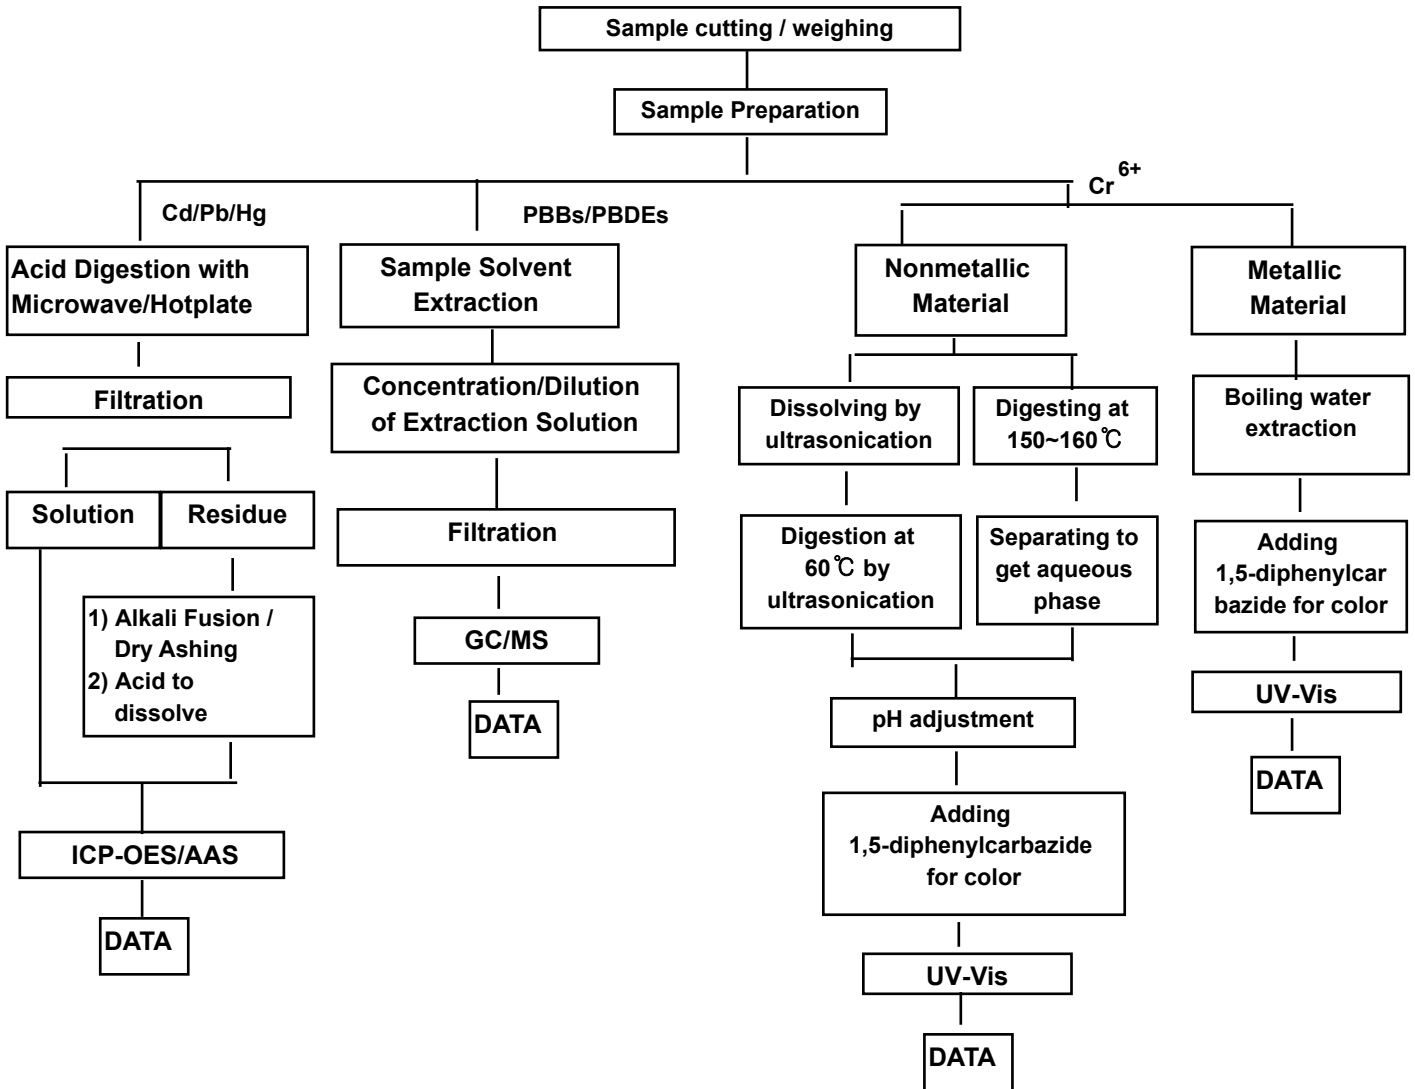 Sample cutting / weighing
Sample Preparation
Cr 6+
Cd/Pb/Hg
PBBs/PBDEs
Acid Digestion with
Microwave/Hotplate
Filtration
Solution
Residue
1) Alkali Fusion /
Dry Ashing
2) Acid to
dissolve
ICP-OES/AAS
DATA
Sample Solvent
Extraction
Concentration/Dilution
of Extraction Solution
Filtration
GC/MS
DATA
Nonmetallic
Material
Dissolving by
ultrasonication
Digestion at
60℃ by
ultrasonication
Digesting at
150~160℃
Separating to
get aqueous
phase
pH adjustment
Adding
1,5-diphenylcarbazide
for color
UV-Vis
DATA
Metallic
Material
Boiling water
extraction
Adding
1,5-diphenylcar
bazide for color
UV-Vis
DATA